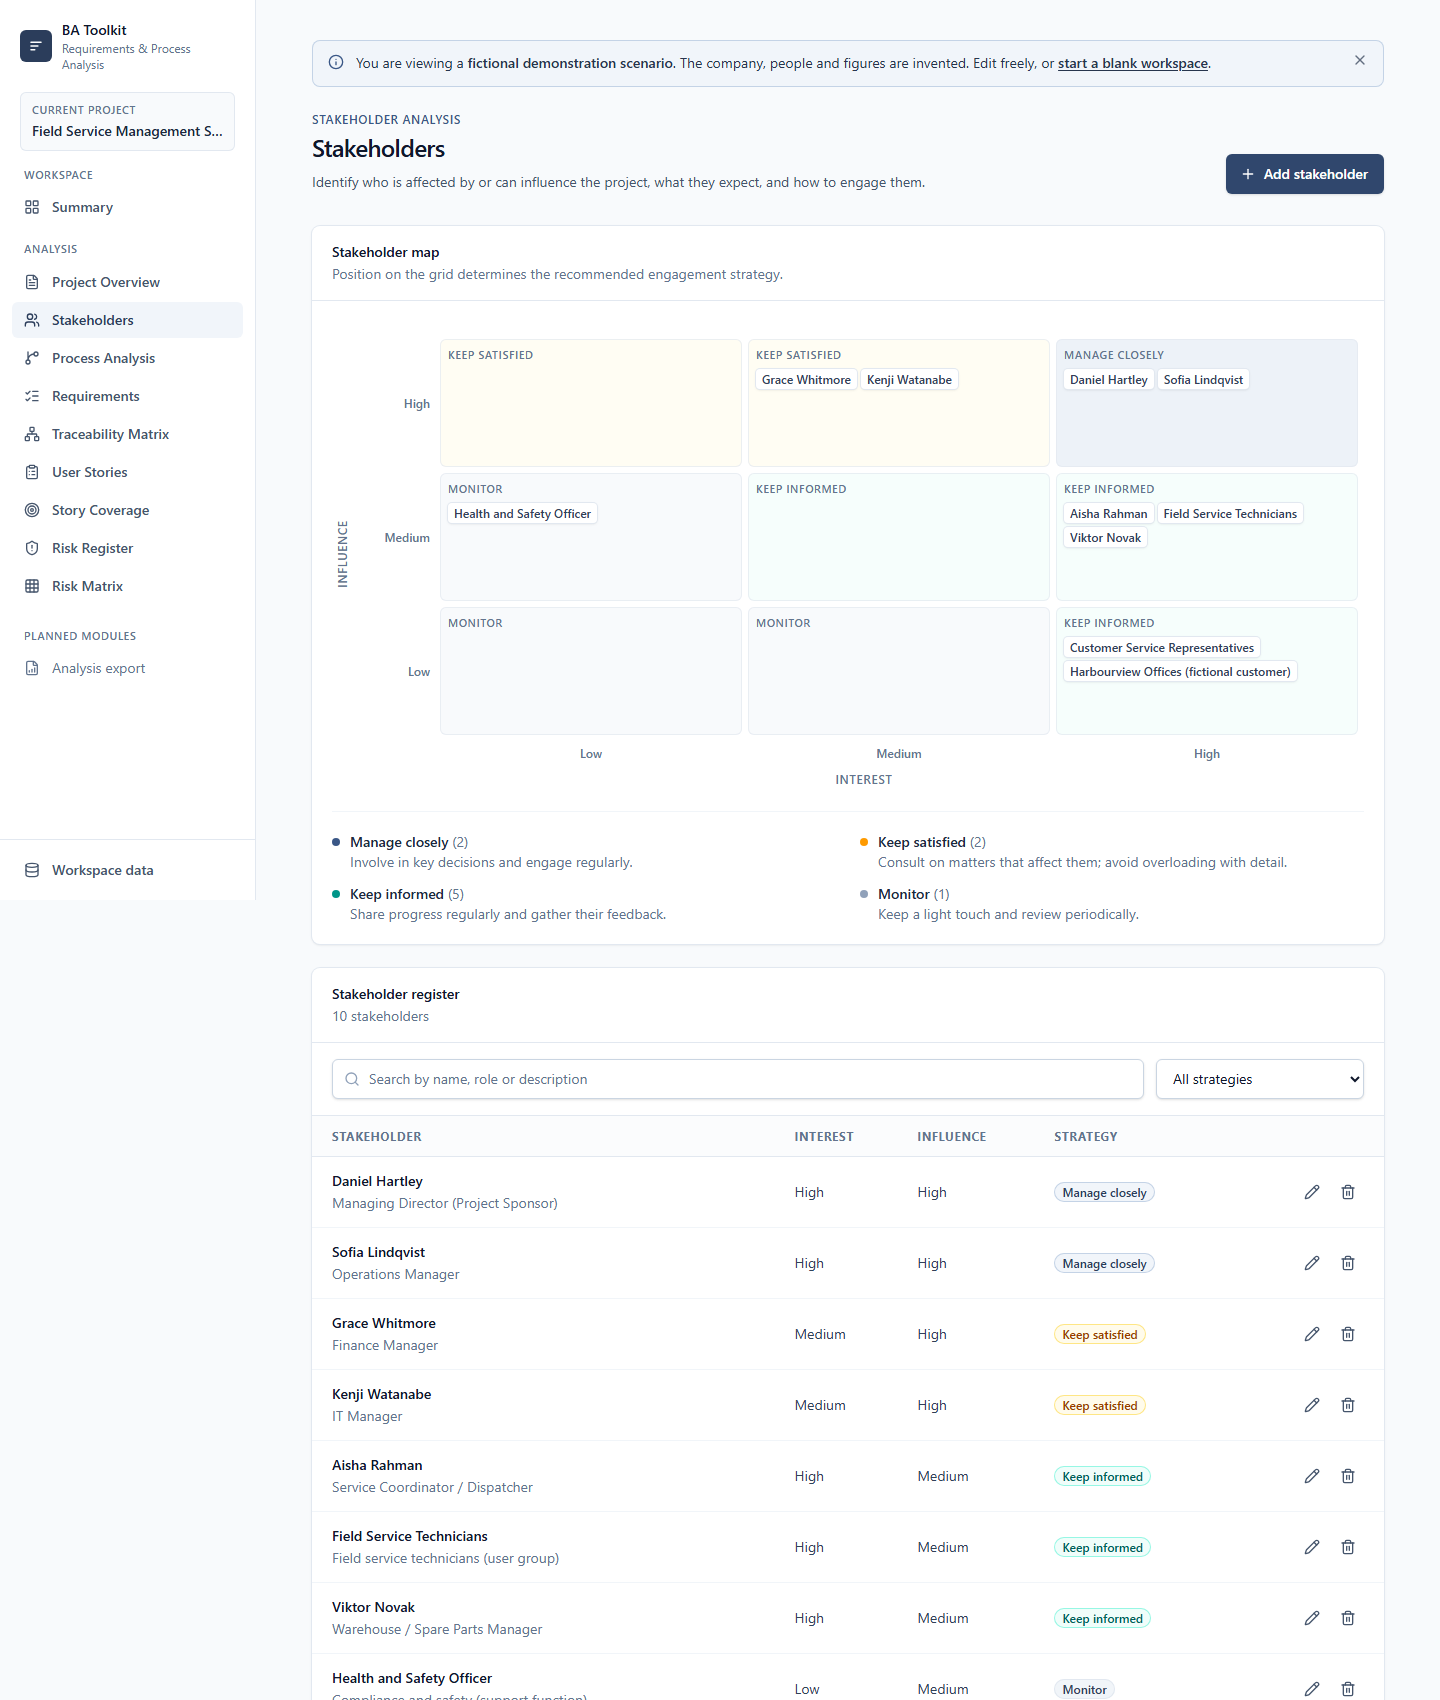 BA Toolkit
Requirements & Process
Analysis
CURRENT PROJECT
Field Service Management S...
WORKSPACE
Summary
ANALYSIS
Project Overview
Stakeholders
Process Analysis
Requirements
Traceability Matrix
User Stories
Story Coverage
Risk Register
Risk Matrix
PLANNED MODULES
Analysis export
Workspace data
You are viewing a fictional demonstration scenario. The company, people and figures are invented. Edit freely, or start a blank workspace.
STAKEHOLDER ANALYSIS
Stakeholders
Identify who is affected by or can influence the project, what they expect, and how to engage them.
Add stakeholder
Stakeholder map
Position on the grid determines the recommended engagement strategy.
INFLUENCE
High
KEEP SATISFIED
KEEP SATISFIED
Grace Whitmore Kenji Watanabe
MANAGE CLOSELY
Daniel Hartley Sofia Lindqvist
Medium
MONITOR
Health and Safety Officer
KEEP INFORMED
KEEP INFORMED
Aisha Rahman Field Service Technicians
Viktor Novak
Low
MONITOR
MONITOR
KEEP INFORMED
Customer Service Representatives
Harbourview Offices (fictional customer)
Low Medium High
INTEREST
Manage closely (2)
Involve in key decisions and engage regularly.
Keep satisfied (2)
Consult on matters that affect them; avoid overloading with detail.
Keep informed (5)
Share progress regularly and gather their feedback.
Monitor (1)
Keep a light touch and review periodically.
Stakeholder register
10 stakeholders
Search by name, role or description
All strategies
STAKEHOLDER INTEREST INFLUENCE STRATEGY
Daniel Hartley
Managing Director (Project Sponsor)
High High Manage closely
Sofia Lindqvist
Operations Manager
High High Manage closely
Grace Whitmore
Finance Manager
Medium High Keep satisfied
Kenji Watanabe
IT Manager
Medium High Keep satisfied
Aisha Rahman
Service Coordinator / Dispatcher
High Medium Keep informed
Field Service Technicians
Field service technicians (user group)
High Medium Keep informed
Viktor Novak
Warehouse / Spare Parts Manager
High Medium Keep informed
Health and Safety Officer
Compliance and safety (support function)
Low Medium Monitor